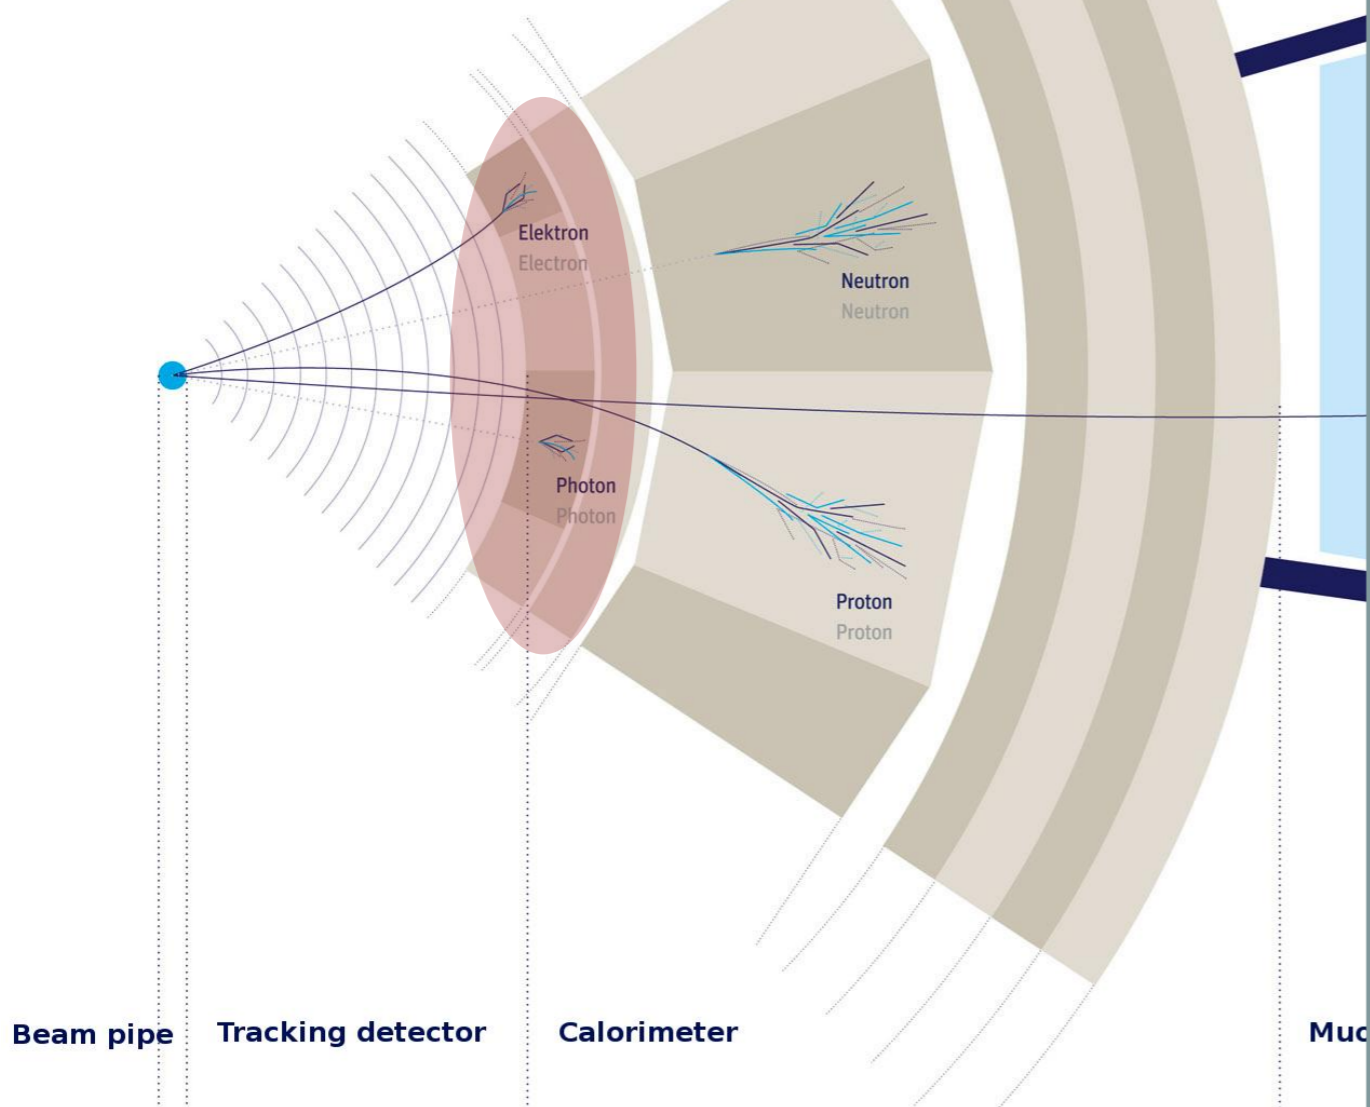 Elektron
Electron
Neutron
Neutron
Photon
Photon
Proton
Proton
Beam pipe
Tracking detector
Calorimeter